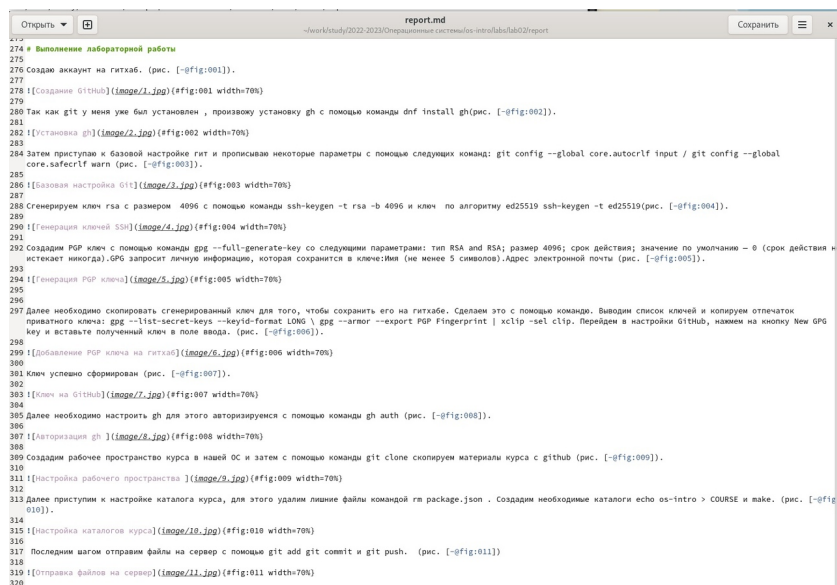 Открыть
report.md
~/work/study/2022-2023/Операционные системы/os-intro/labs/lab02/report
Сохранить
274 # Выполнение лабораторной работы
275
276 Создаю аккаунт на гитхаб. (рис. [-@fig:001]).
277
278 ![Создание GitHub](image/1.jpg){#fig:001 width=70%}
279
280 Так как git у меня уже был установлен , произвожу установку gh с помощью команды dnf install gh(рис. [-@fig:002]).
281
282 ![Установка gh](image/2.jpg){#fig:002 width=70%}
283
284 Затем приступаю к базовой настройке гит и прописываю некоторые параметры с помощью следующих команд: git config --global core.autocrlf input / git config --global
core.safecrlf warn (рис. [-@fig:003]).
285
286 ![Базовая настройка Git](image/3.jpg){#fig:003 width=70%}
287
288 Сгенерируем ключ rsa с размером  4096 с помощью команды ssh-keygen -t rsa -b 4096 и ключ  по алгоритму ed25519 ssh-keygen -t ed25519(рис. [-@fig:004]).
289
290 ![Генерация ключей SSH](image/4.jpg){#fig:004 width=70%}
291
292 Создадим PGP ключ с помощью команды gpg --full-generate-key со следующими параметрами: тип RSA and RSA; размер 4096; срок действия; значение по умолчанию — 0 (срок действия н
истекает никогда).GPG запросит личную информацию, которая сохранится в ключе:Имя (не менее 5 символов).Адрес электронной почты (рис. [-@fig:005]).
293
294 ![Генерация PGP ключа](image/5.jpg){#fig:005 width=70%}
295
296
297 Далее необходимо скопировать сгенерированный ключ для того, чтобы сохранить его на гитхабе. Сделаем это с помощью командю. Выводим список ключей и копируем отпечаток
приватного ключа: gpg --list-secret-keys --keyid-format LONG \ gpg --armor --export PGP Fingerprint | xclip -sel clip. Перейдем в настройки GitHub, нажмем на кнопку New GPG
key и вставьте полученный ключ в поле ввода. (рис. [-@fig:006]).
298
299 ![Добавление PGP ключа на гитхаб](image/6.jpg){#fig:006 width=70%}
300
301 Ключ успешно сформирован (рис. [-@fig:007]).
302
303 ![Ключ на GitHub](image/7.jpg){#fig:007 width=70%}
304
305 Далее необходимо настроить gh для этого авторизируемся с помощью команды gh auth (рис. [-@fig:008]).
306
307 ![Авторизация gh ](image/8.jpg){#fig:008 width=70%}
308
309 Создадим рабочее пространство курса в нашей ОС и затем с помощью команды git clone скопируем материалы курса с github (рис. [-@fig:009]).
310
311 ![Настройка рабочего пространства ](image/9.jpg){#fig:009 width=70%}
312
313 Далее приступим к настройке каталога курса, для этого удалим лишние файлы командой rm package.json . Создадим необходимые каталоги echo os-intro > COURSE и make. (рис. [-@fig
010]).
314
315 ![Настройка каталогов курса](image/10.jpg){#fig:010 width=70%}
316
317  Последним шагом отправим файлы на сервер с помощью git add git commit и git push.  (рис. [-@fig:011])
318
319 ![Отправка файлов на сервер](image/11.jpg){#fig:011 width=70%}
320